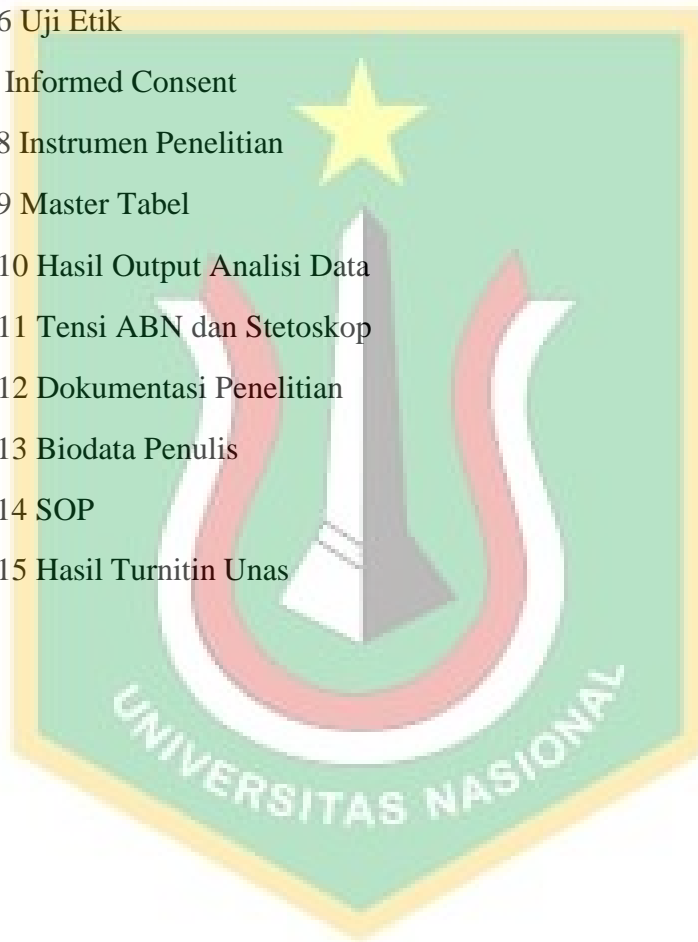 6 Uji Etik
Informed Consent
8 Instrumen Penelitian
9 Master Tabel
10 Hasil Output Analisi Data
11 Tensi ABN dan Stetoskop
12 Dokumentasi Penelitian
13 Biodata Penulis
14 SOP
15 Hasil Turnitin Unas
UNIVERSITAS NASIONAL